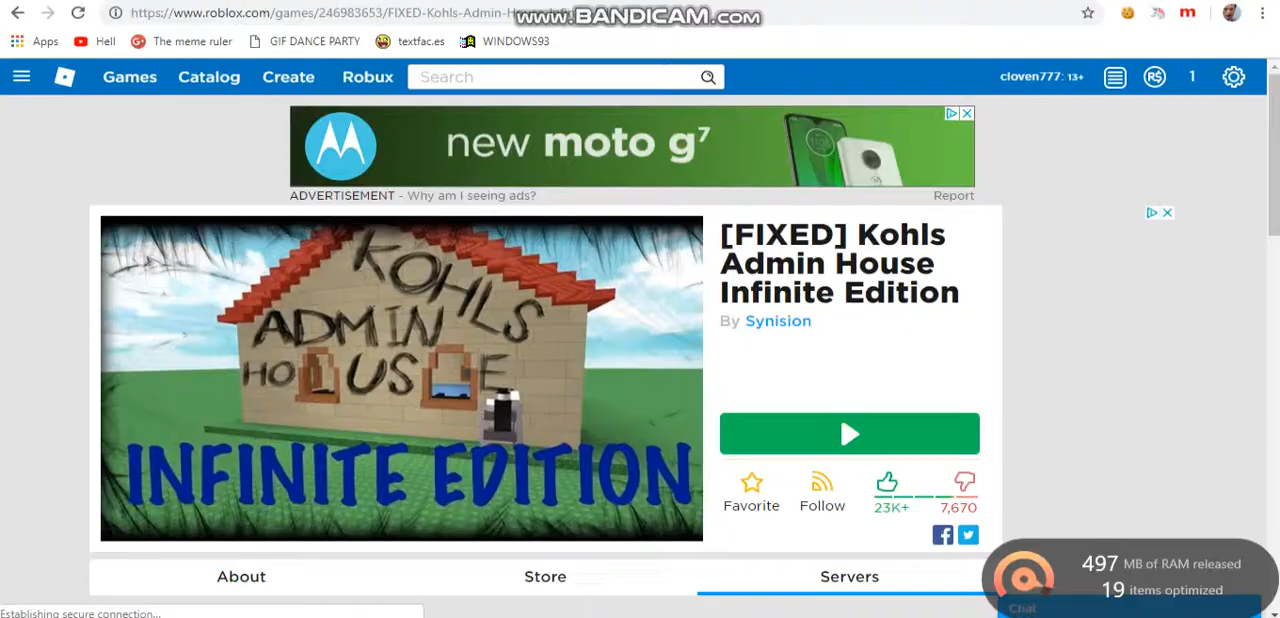 https://www.roblox.com/games/246983653/FIXED-Kohls-Admin-
www.BANDICAM.com
Apps Hell The meme ruler GIF DANCE PARTY textfac.es WINDOWS93
Games Catalog Create Robux Search cloven777: 13+ R$ 1
new moto g7
ADVERTISEMENT - Why am I seeing ads? Report
KOHLS
ADMIN
HOUSE
INFINITE EDITION
[FIXED] Kohls
Admin House
Infinite Edition
By Synision
Favorite Follow 23K+ 7,670
497 MB of RAM released
19 items optimized
About Store Servers
Chat
Establishing secure connection...